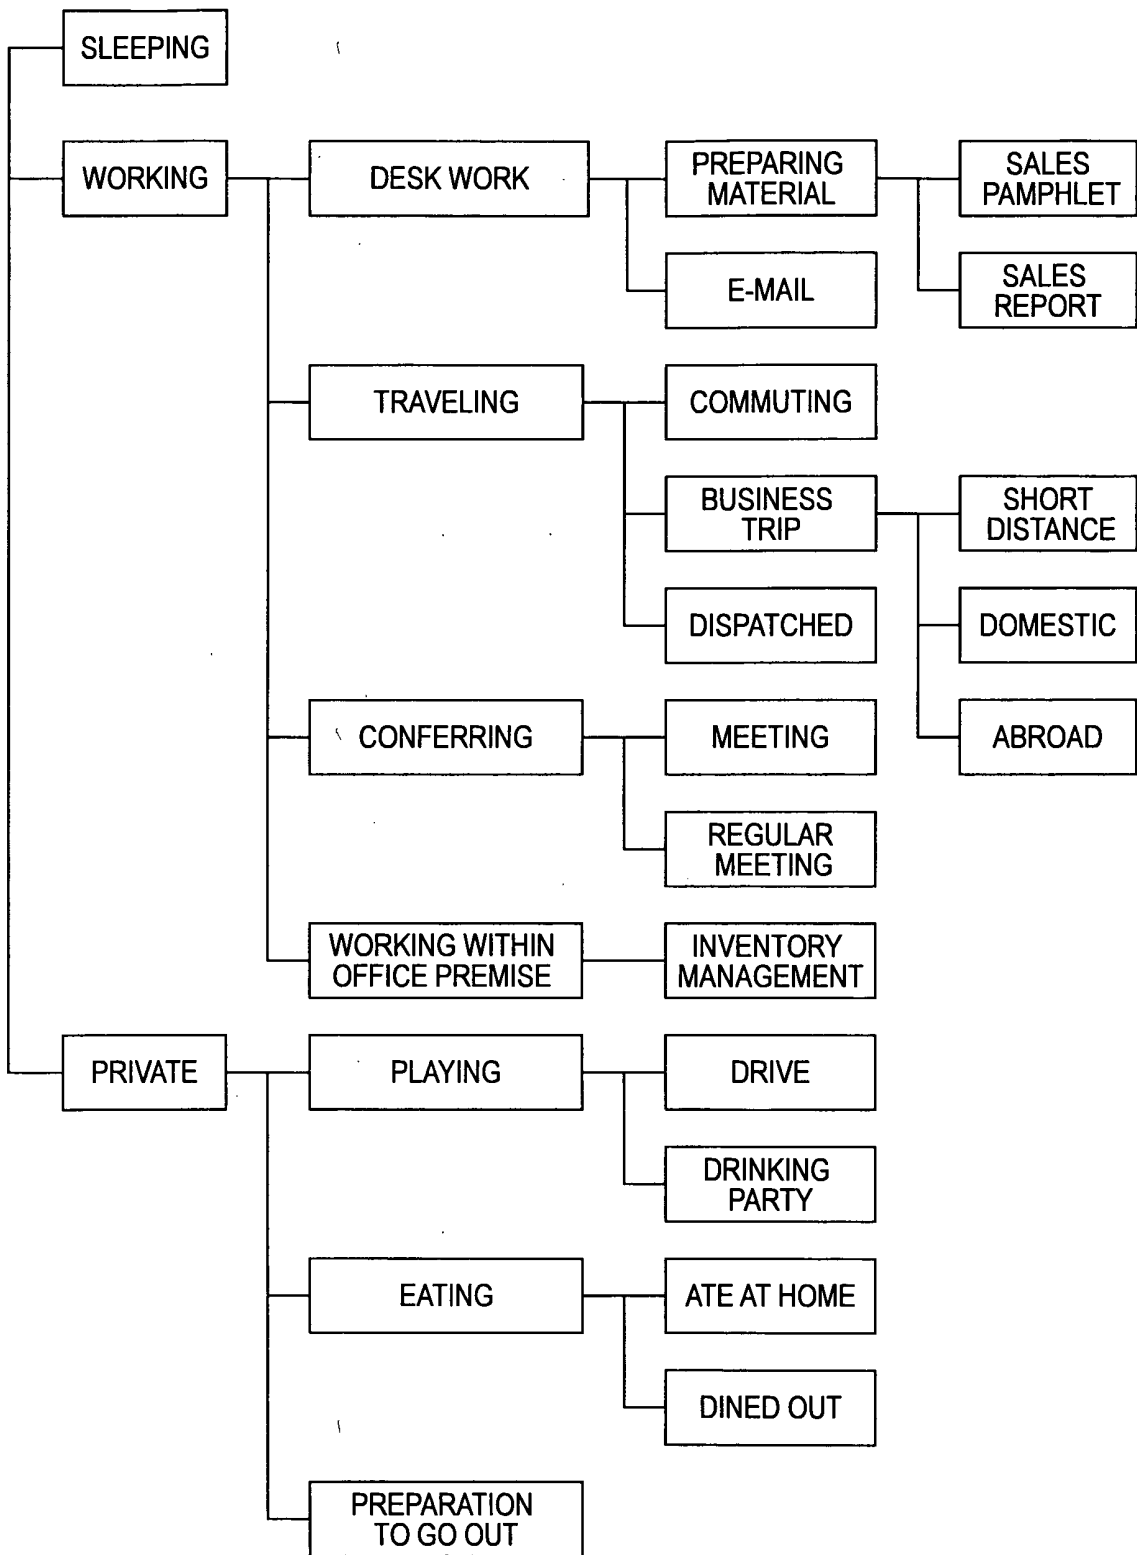 SLEEPING
WORKING
DESK WORK
PREPARING
MATERIAL
SALES
PAMPHLET
E-MAIL
SALES
REPORT
TRAVELING
COMMUTING
BUSINESS
TRIP
SHORT
DISTANCE
DISPATCHED
DOMESTIC
CONFERRING
MEETING
ABROAD
REGULAR
MEETING
WORKING WITHIN
OFFICE PREMISE
INVENTORY
MANAGEMENT
PRIVATE
PLAYING
DRIVE
DRINKING
PARTY
EATING
ATE AT HOME
DINED OUT
PREPARATION
TO GO OUT